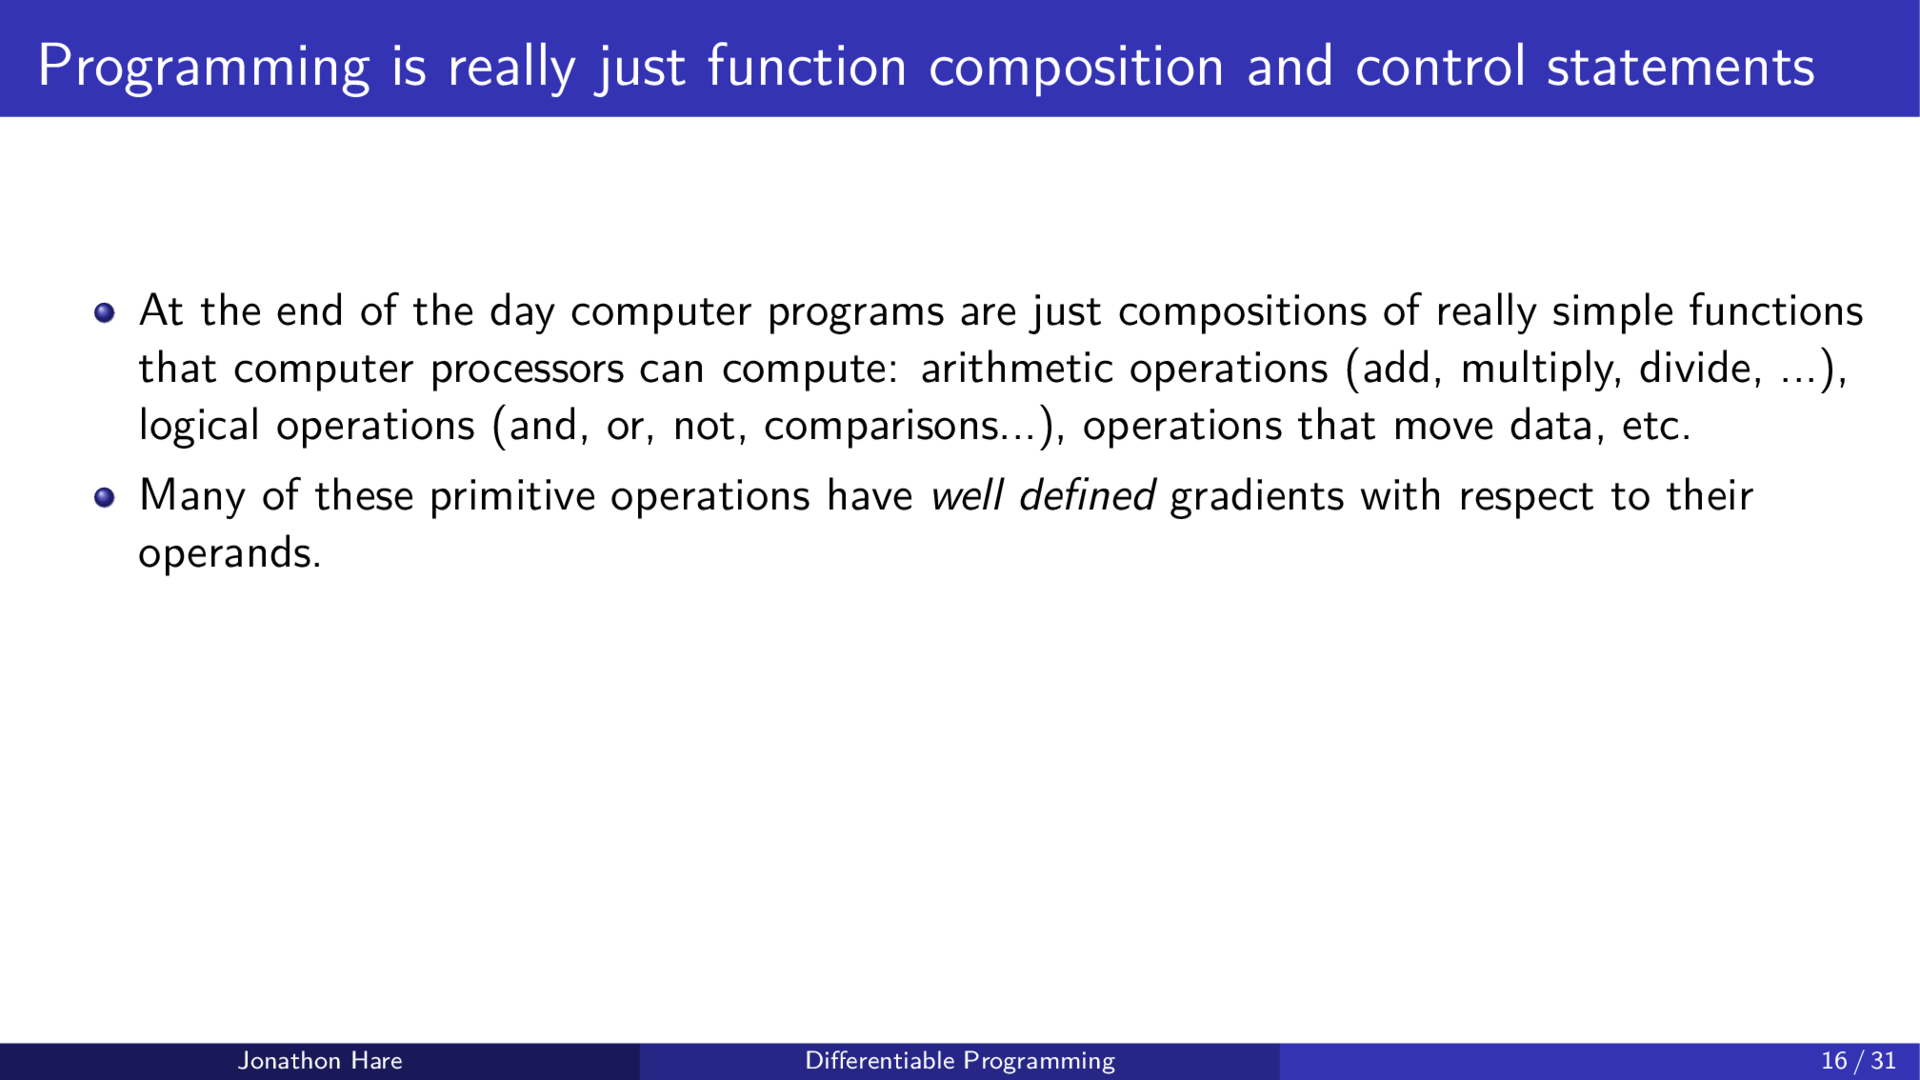 Programming is really just function composition and control statements
At the end of the day computer programs are just compositions of really simple functions
that computer processors can compute: arithmetic operations (add, multiply, divide, ...),
logical operations (and, or, not, comparisons...), operations that move data, etc.
Many of these primitive operations have well defined gradients with respect to their
operands.
Jonathon Hare
Differentiable Programming
16 / 31